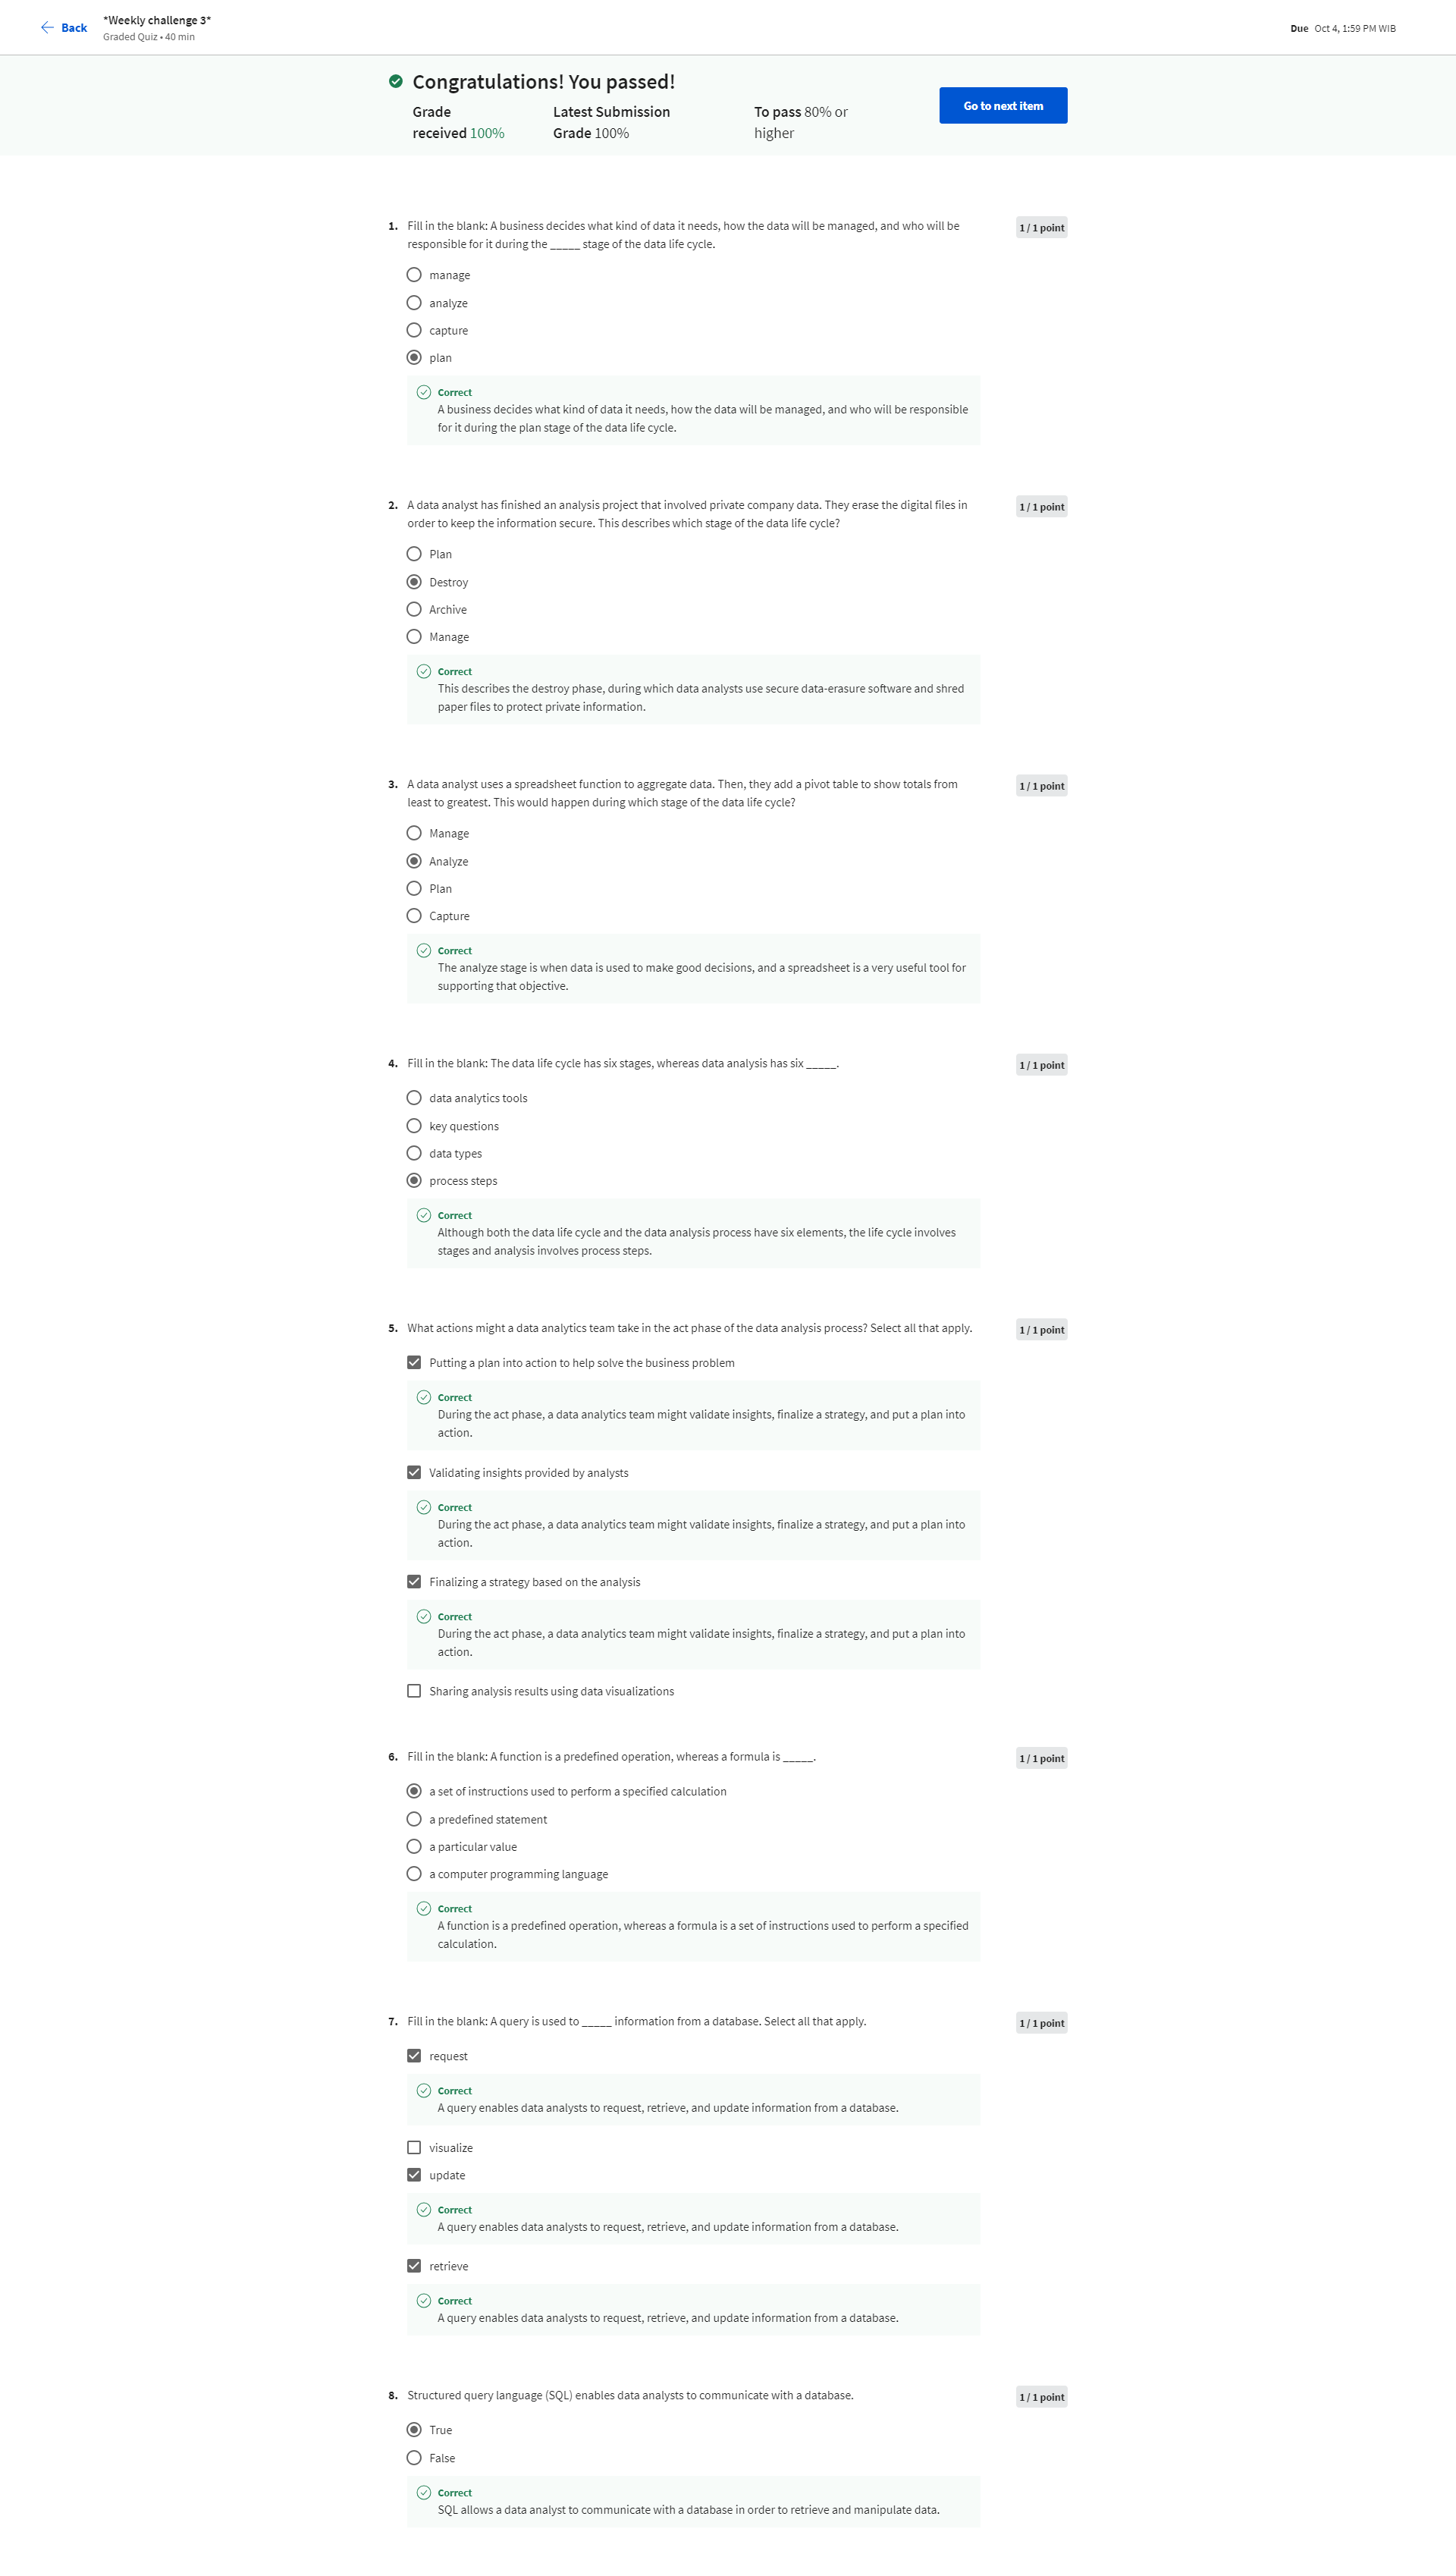 Back
*Weekly challenge 3*
Graded Quiz • 40 min
Due Oct 4, 1:59 PM WIB
Congratulations! You passed!
Grade
received 100%
Latest Submission
Grade 100%
To pass 80% or
higher
Go to next item
1. Fill in the blank: A business decides what kind of data it needs, how the data will be managed, and who will be
responsible for it during the _____ stage of the data life cycle.
1 / 1 point
manage
analyze
capture
plan
Correct
A business decides what kind of data it needs, how the data will be managed, and who will be responsible
for it during the plan stage of the data life cycle.
2. A data analyst has finished an analysis project that involved private company data. They erase the digital files in
order to keep the information secure. This describes which stage of the data life cycle?
1 / 1 point
Plan
Destroy
Archive
Manage
Correct
This describes the destroy phase, during which data analysts use secure data-erasure software and shred
paper files to protect private information.
3. A data analyst uses a spreadsheet function to aggregate data. Then, they add a pivot table to show totals from
least to greatest. This would happen during which stage of the data life cycle?
1 / 1 point
Manage
Analyze
Plan
Capture
Correct
The analyze stage is when data is used to make good decisions, and a spreadsheet is a very useful tool for
supporting that objective.
4. Fill in the blank: The data life cycle has six stages, whereas data analysis has six _____.
1 / 1 point
data analytics tools
key questions
data types
process steps
Correct
Although both the data life cycle and the data analysis process have six elements, the life cycle involves
stages and analysis involves process steps.
5. What actions might a data analytics team take in the act phase of the data analysis process? Select all that apply.
1 / 1 point
Putting a plan into action to help solve the business problem
Correct
During the act phase, a data analytics team might validate insights, finalize a strategy, and put a plan into
action.
Validating insights provided by analysts
Correct
During the act phase, a data analytics team might validate insights, finalize a strategy, and put a plan into
action.
Finalizing a strategy based on the analysis
Correct
During the act phase, a data analytics team might validate insights, finalize a strategy, and put a plan into
action.
Sharing analysis results using data visualizations
6. Fill in the blank: A function is a predefined operation, whereas a formula is _____.
1 / 1 point
a set of instructions used to perform a specified calculation
a predefined statement
a particular value
a computer programming language
Correct
A function is a predefined operation, whereas a formula is a set of instructions used to perform a specified
calculation.
7. Fill in the blank: A query is used to _____ information from a database. Select all that apply.
1 / 1 point
request
Correct
A query enables data analysts to request, retrieve, and update information from a database.
visualize
update
Correct
A query enables data analysts to request, retrieve, and update information from a database.
retrieve
Correct
A query enables data analysts to request, retrieve, and update information from a database.
8. Structured query language (SQL) enables data analysts to communicate with a database.
1 / 1 point
True
False
Correct
SQL allows a data analyst to communicate with a database in order to retrieve and manipulate data.